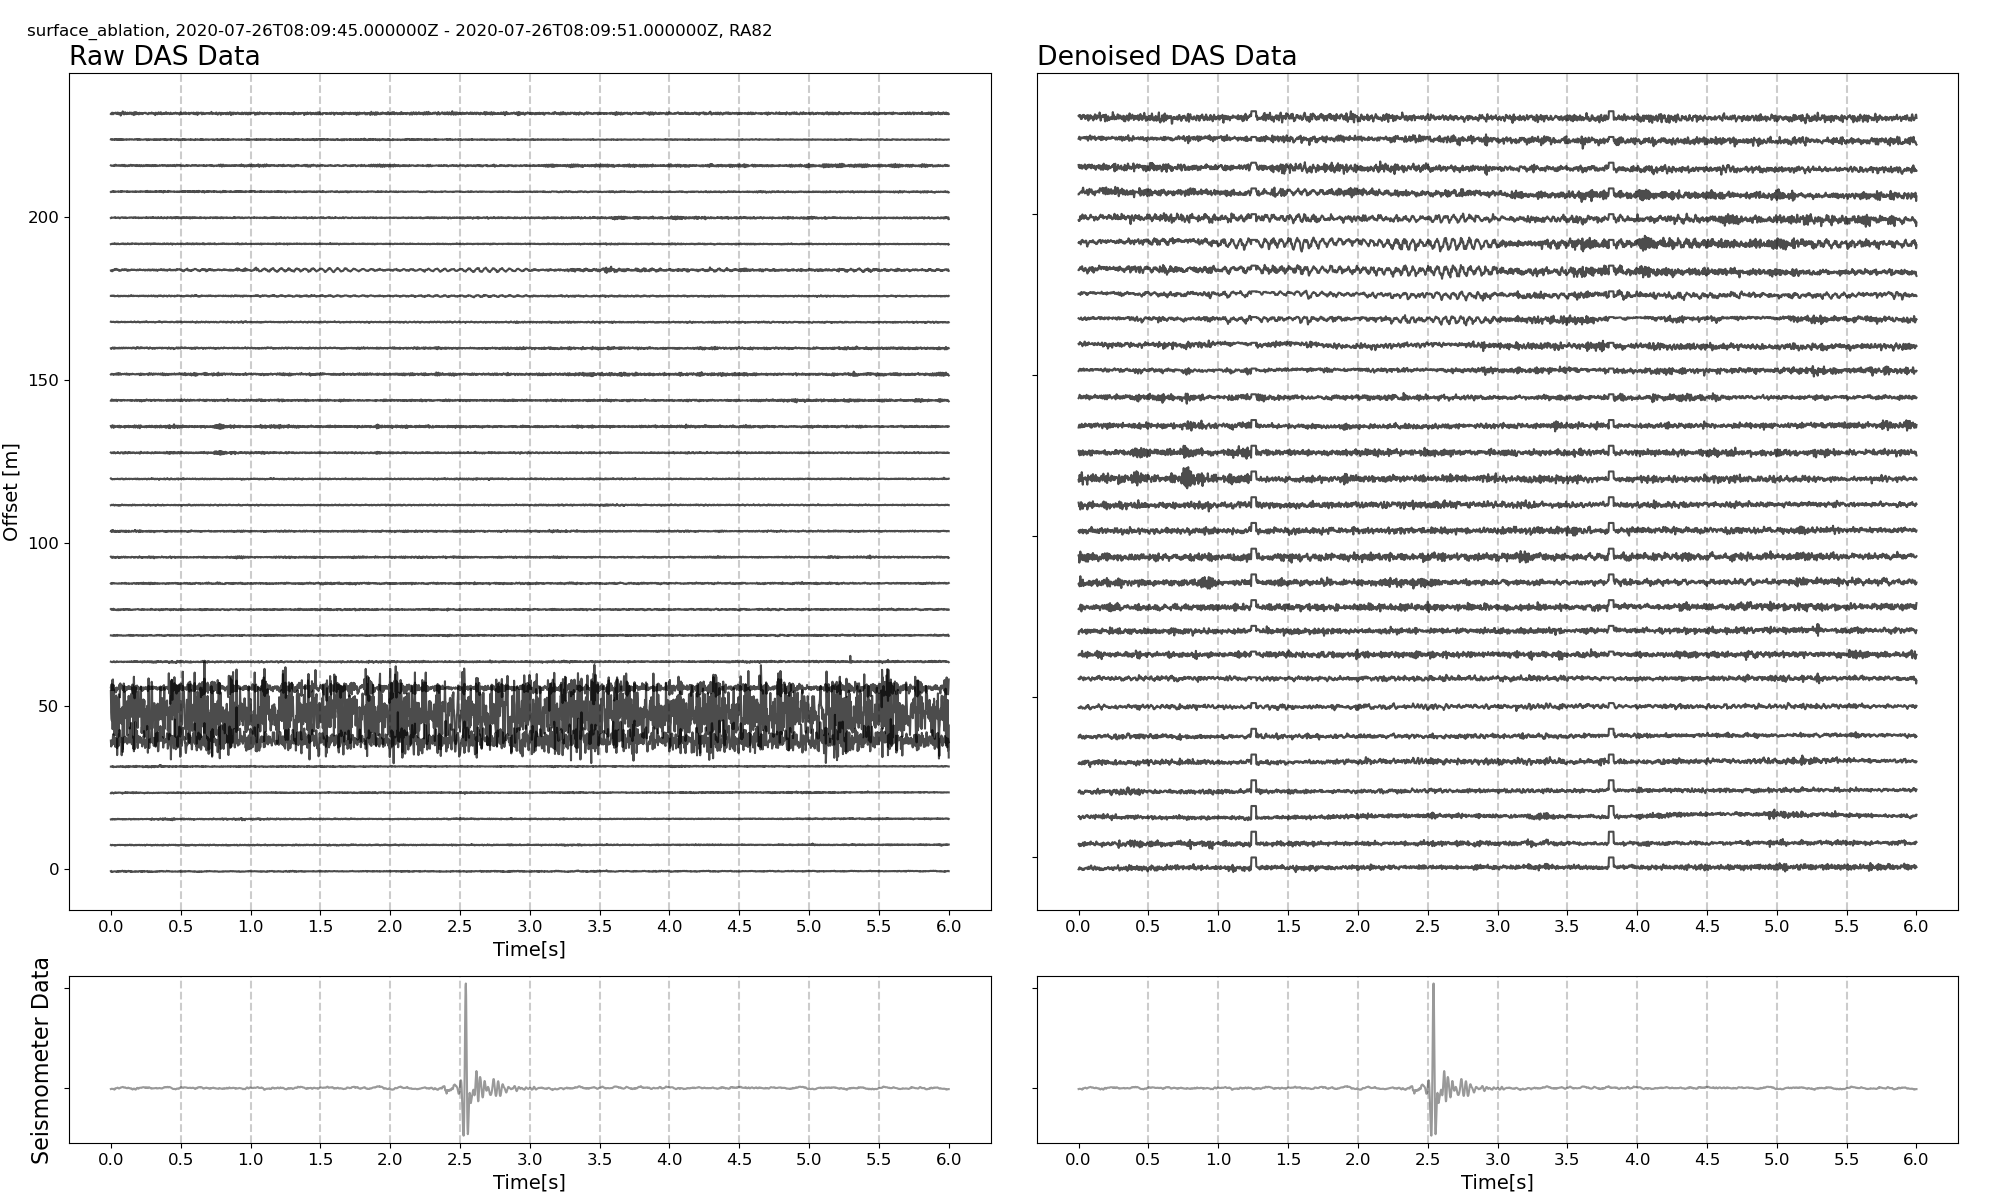 surface_ablation, 2020-07-26T08:09:45.000000Z - 2020-07-26T08:09:51.000000Z, RA82
Raw DAS Data
Denoised DAS Data
Offset [m]
200
150
100
50
0
0.0 0.5 1.0 1.5 2.0 2.5 3.0 3.5 4.0 4.5 5.0 5.5 6.0
Time[s]
0.0 0.5 1.0 1.5 2.0 2.5 3.0 3.5 4.0 4.5 5.0 5.5 6.0
Seismometer Data
0.0 0.5 1.0 1.5 2.0 2.5 3.0 3.5 4.0 4.5 5.0 5.5 6.0
Time[s]
0.0 0.5 1.0 1.5 2.0 2.5 3.0 3.5 4.0 4.5 5.0 5.5 6.0
Time[s]